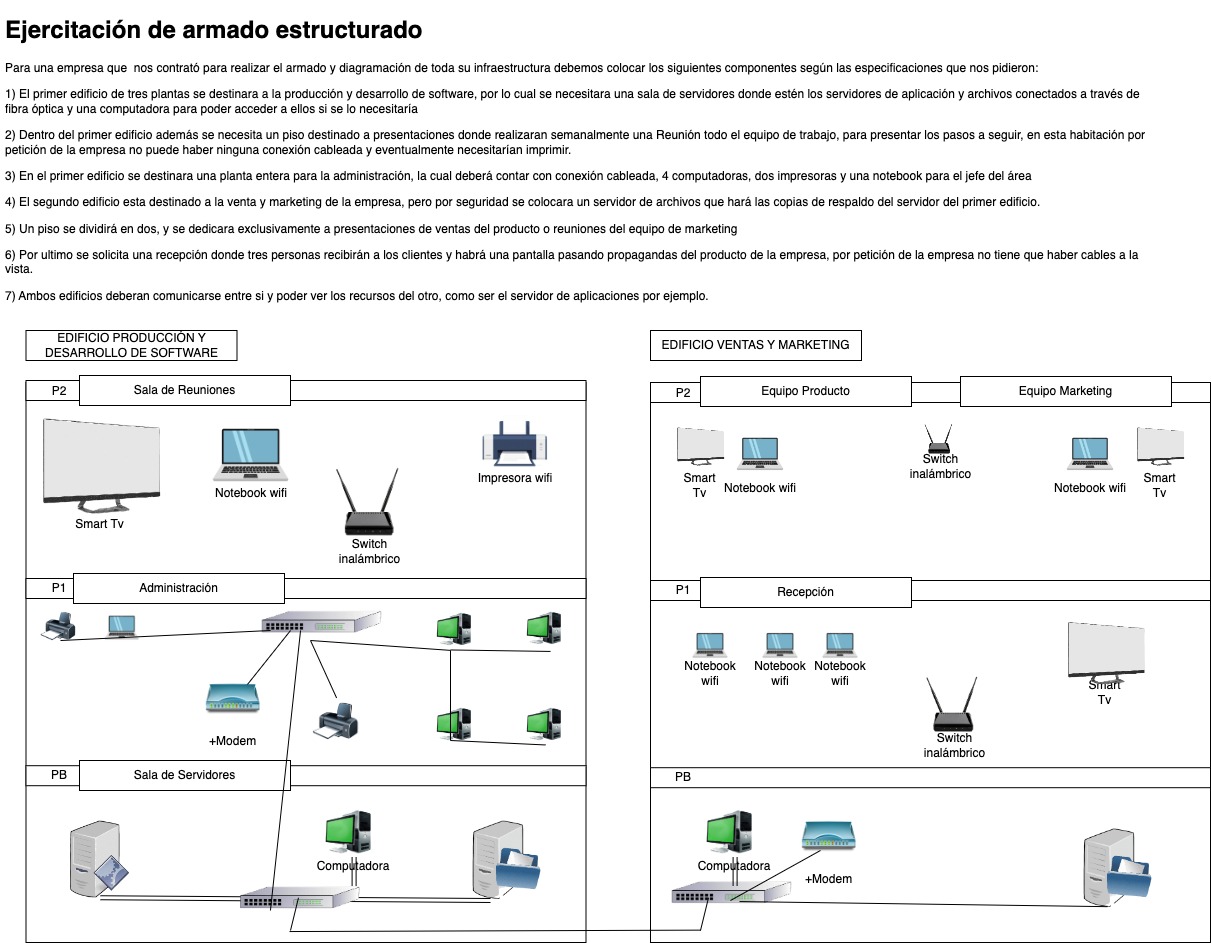 Ejercitación de armado estructurado
Para una empresa que  nos contrató para realizar el armado y diagramación de toda su infraestructura debemos colocar los siguientes componentes según las especificaciones que nos pidieron:
1) El primer edificio de tres plantas se destinara a la producción y desarrollo de software, por lo cual se necesitara una sala de servidores donde estén los servidores de aplicación y archivos conectados a través de
fibra óptica y una computadora para poder acceder a ellos si se lo necesitaría
2) Dentro del primer edificio además se necesita un piso destinado a presentaciones donde realizaran semanalmente una Reunión todo el equipo de trabajo, para presentar los pasos a seguir, en esta habitación por
petición de la empresa no puede haber ninguna conexión cableada y eventualmente necesitarían imprimir.
3) En el primer edificio se destinara una planta entera para la administración, la cual deberá contar con conexión cableada, 4 computadoras, dos impresoras y una notebook para el jefe del área
4) El segundo edificio esta destinado a la venta y marketing de la empresa, pero por seguridad se colocara un servidor de archivos que hará las copias de respaldo del servidor del primer edificio.
5) Un piso se dividirá en dos, y se dedicara exclusivamente a presentaciones de ventas del producto o reuniones del equipo de marketing
6) Por ultimo se solicita una recepción donde tres personas recibirán a los clientes y habrá una pantalla pasando propagandas del producto de la empresa, por petición de la empresa no tiene que haber cables a la
vista.
7) Ambos edificios deberan comunicarse entre si y poder ver los recursos del otro, como ser el servidor de aplicaciones por ejemplo.
EDIFICIO PRODUCCIÓN Y
DESARROLLO DE SOFTWARE
P2
Sala de Reuniones
Smart Tv
Notebook wifi
Switch
inalámbrico
Impresora wifi
P1
Administración
+Modem
PB
Sala de Servidores
Computadora
EDIFICIO VENTAS Y MARKETING
P2
Equipo Producto
Equipo Marketing
Smart
Tv
Notebook wifi
Switch
inalámbrico
Notebook wifi
Smart
Tv
P1
Recepción
Notebook
wifi
Notebook
wifi
Notebook
wifi
Switch
inalámbrico
Smart
Tv
PB
Computadora
+Modem